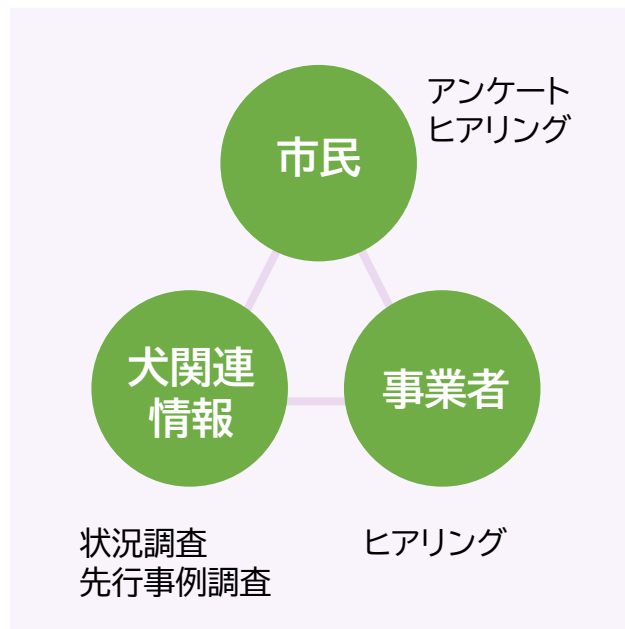 アンケート
ヒアリング
市民
犬関連
情報
事業者
状況調査
先行事例調査
ヒアリング